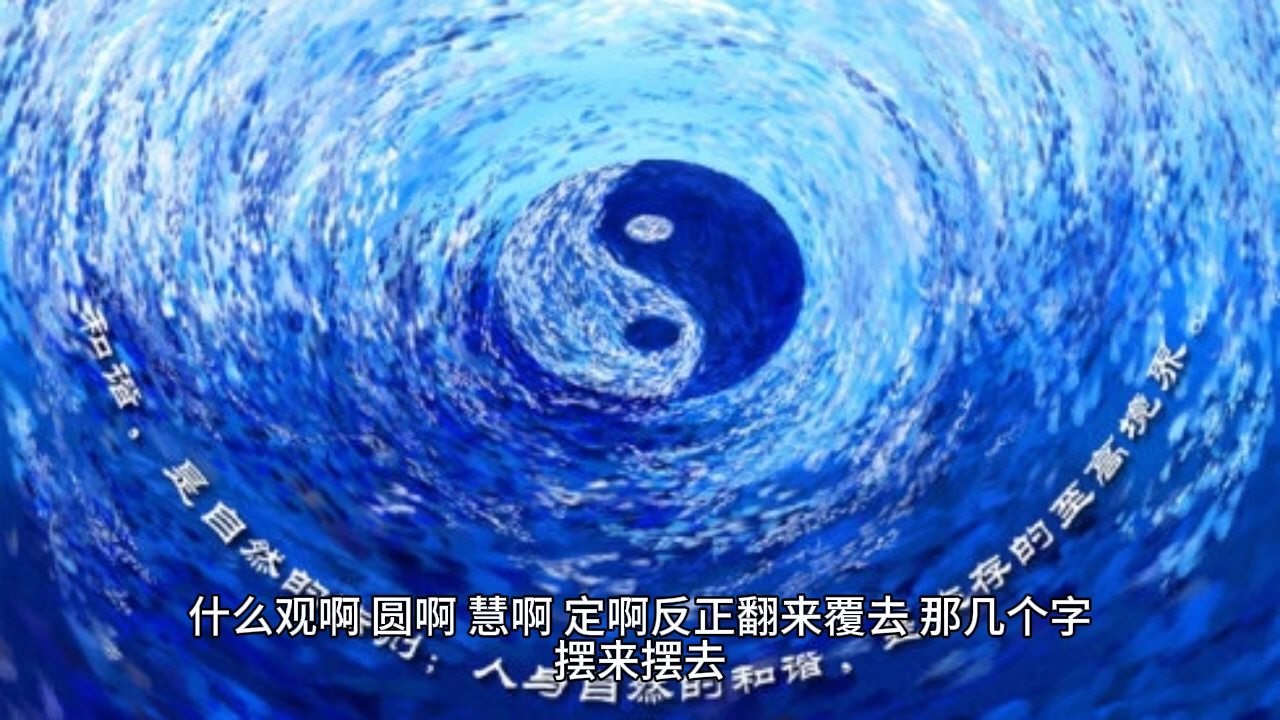 和谐，是自然的
；人与自然的和谐，
存的至高境界。
什么观啊 圆啊 慧啊 定啊反正翻来覆去 那几个字
摆来摆去